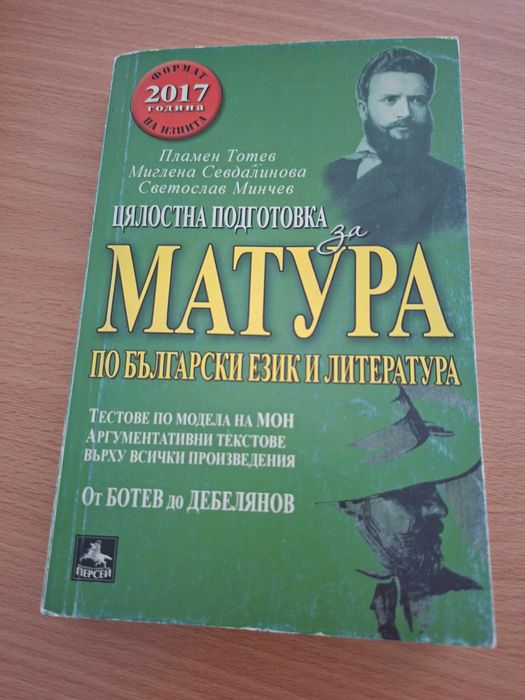 ФОРМАТ
2017
ГОДИНА
НА ИЗПИТА
Пламен Тотев
Миглена Севдалинова
Светослав Минчев
ЦЯЛОСТНА ПОДГОТОВКА
за
МАТУРА
ПО БЪЛГАРСКИ ЕЗИК И ЛИТЕРАТУРА
ТЕСТОВЕ ПО МОДЕЛА НА МОН
АРГУМЕНТАТИВНИ ТЕКСТОВЕ
ВЪРХУ ВСИЧКИ ПРОИЗВЕДЕНИЯ
От БОТЕВ до ДЕБЕЛЯНОВ
ПЕРСЕЙ